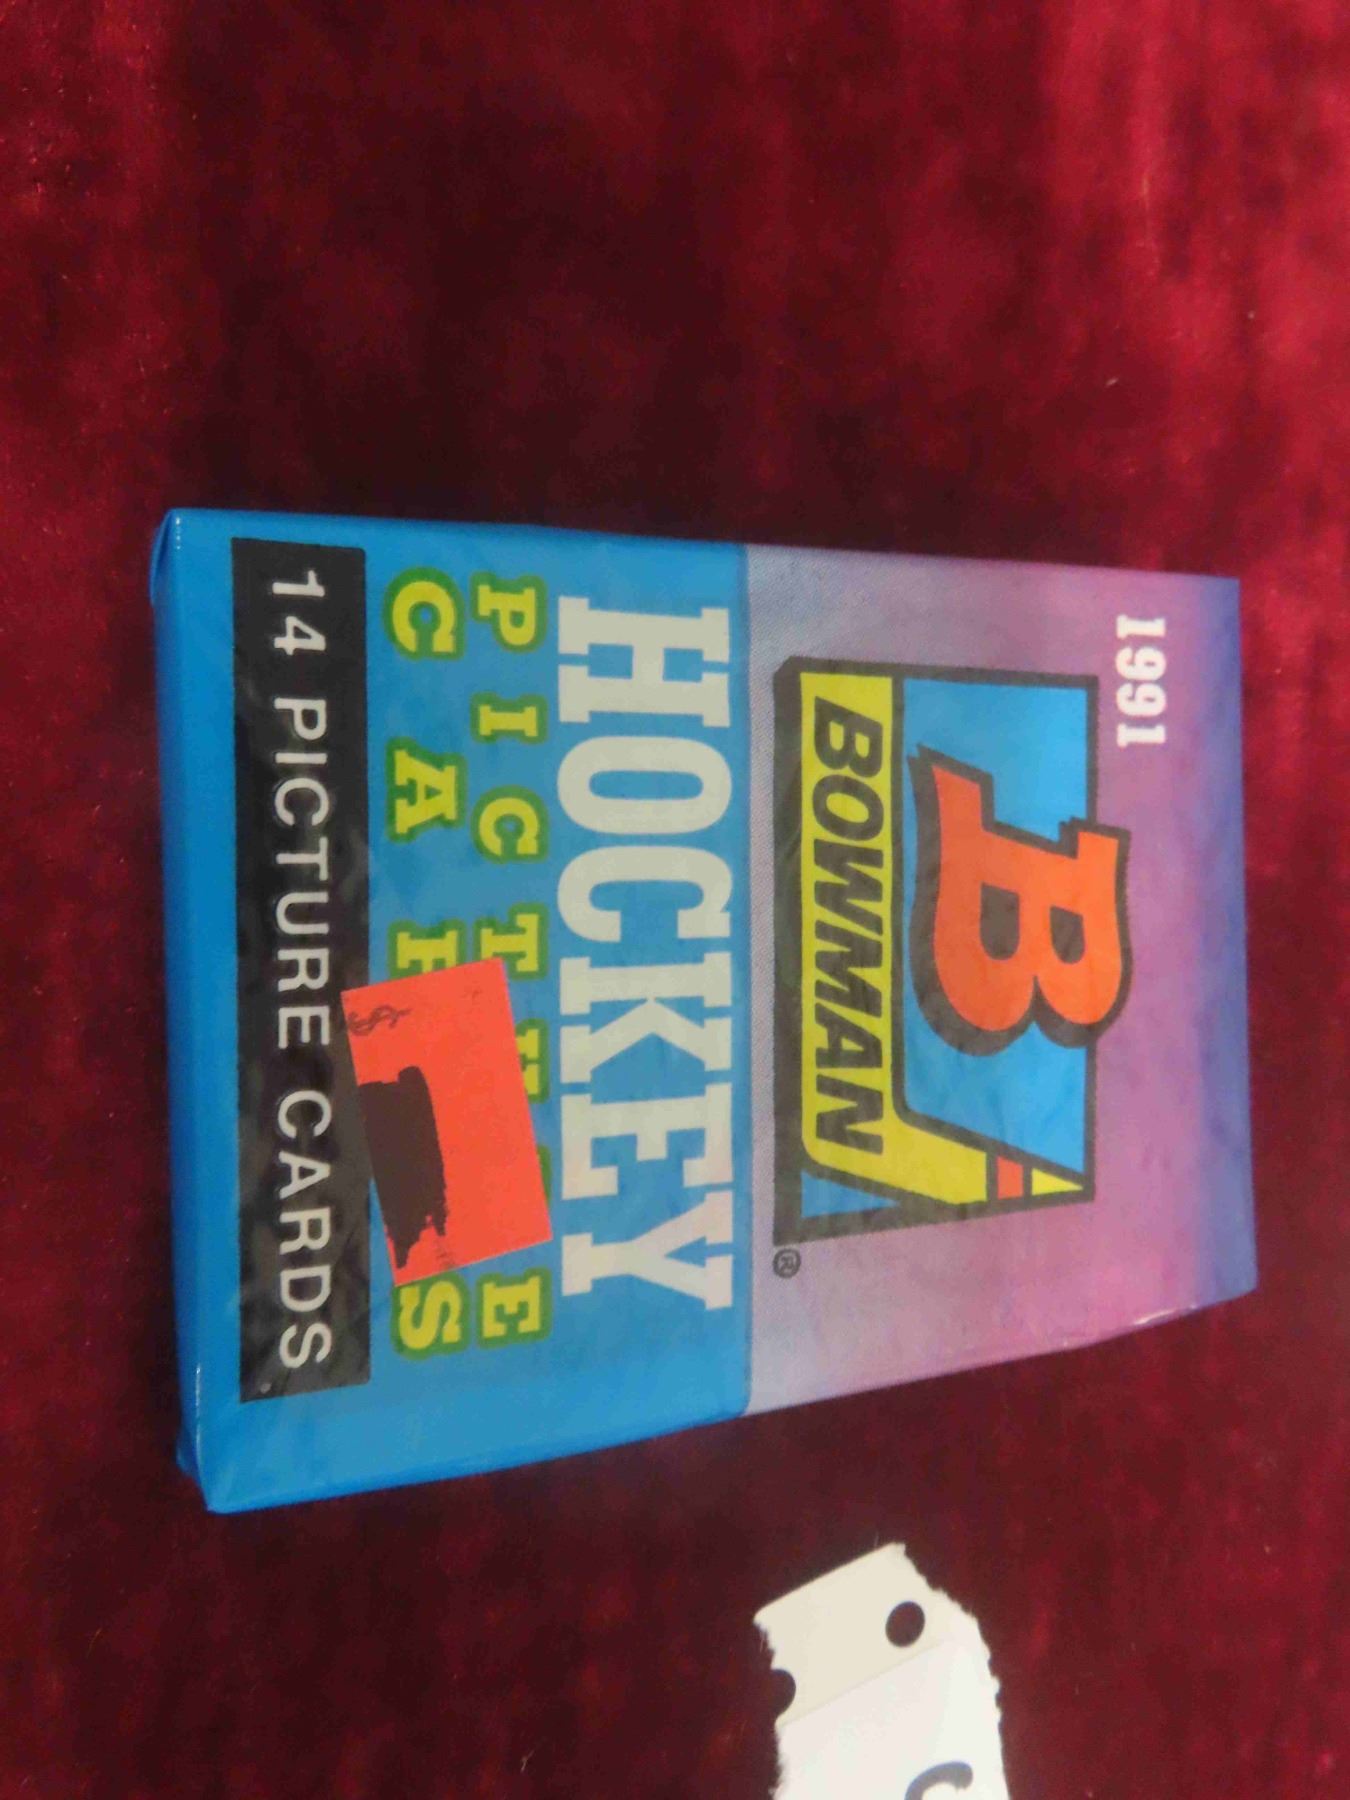 1991
B
BOWMAN
®
HOCKEY
PICTURE
CARDS
$
14 PICTURE CARDS